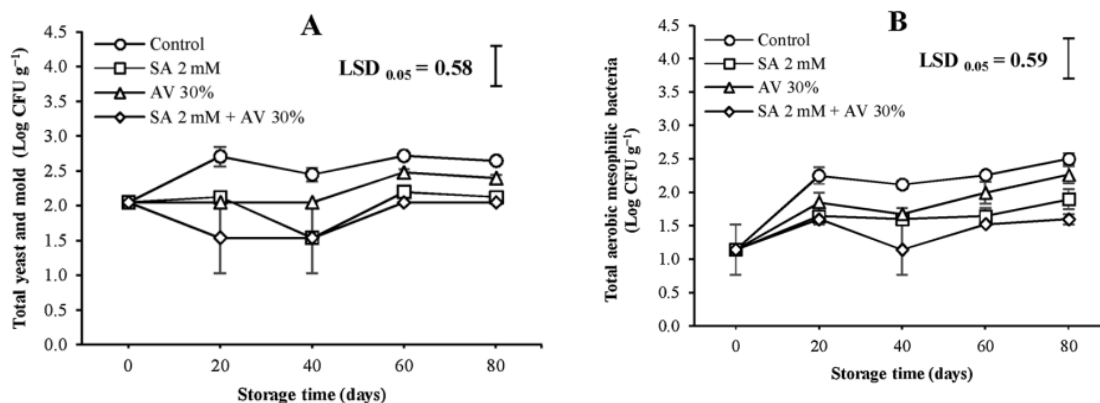 A
Total yeast and mold (Log CFU g⁻¹)
4.5
4.0
3.5
3.0
2.5
2.0
1.5
1.0
0.5
0.0
Control
SA 2 mM
AV 30%
SA 2 mM + AV 30%
LSD 0.05 = 0.58
0 20 40 60 80
Storage time (days)
B
Total aerobic mesophilic bacteria
(Log CFU g⁻¹)
4.5
4.0
3.5
3.0
2.5
2.0
1.5
1.0
0.5
0.0
Control
SA 2 mM
AV 30%
SA 2 mM + AV 30%
LSD 0.05 = 0.59
0 20 40 60 80
Storage time (days)